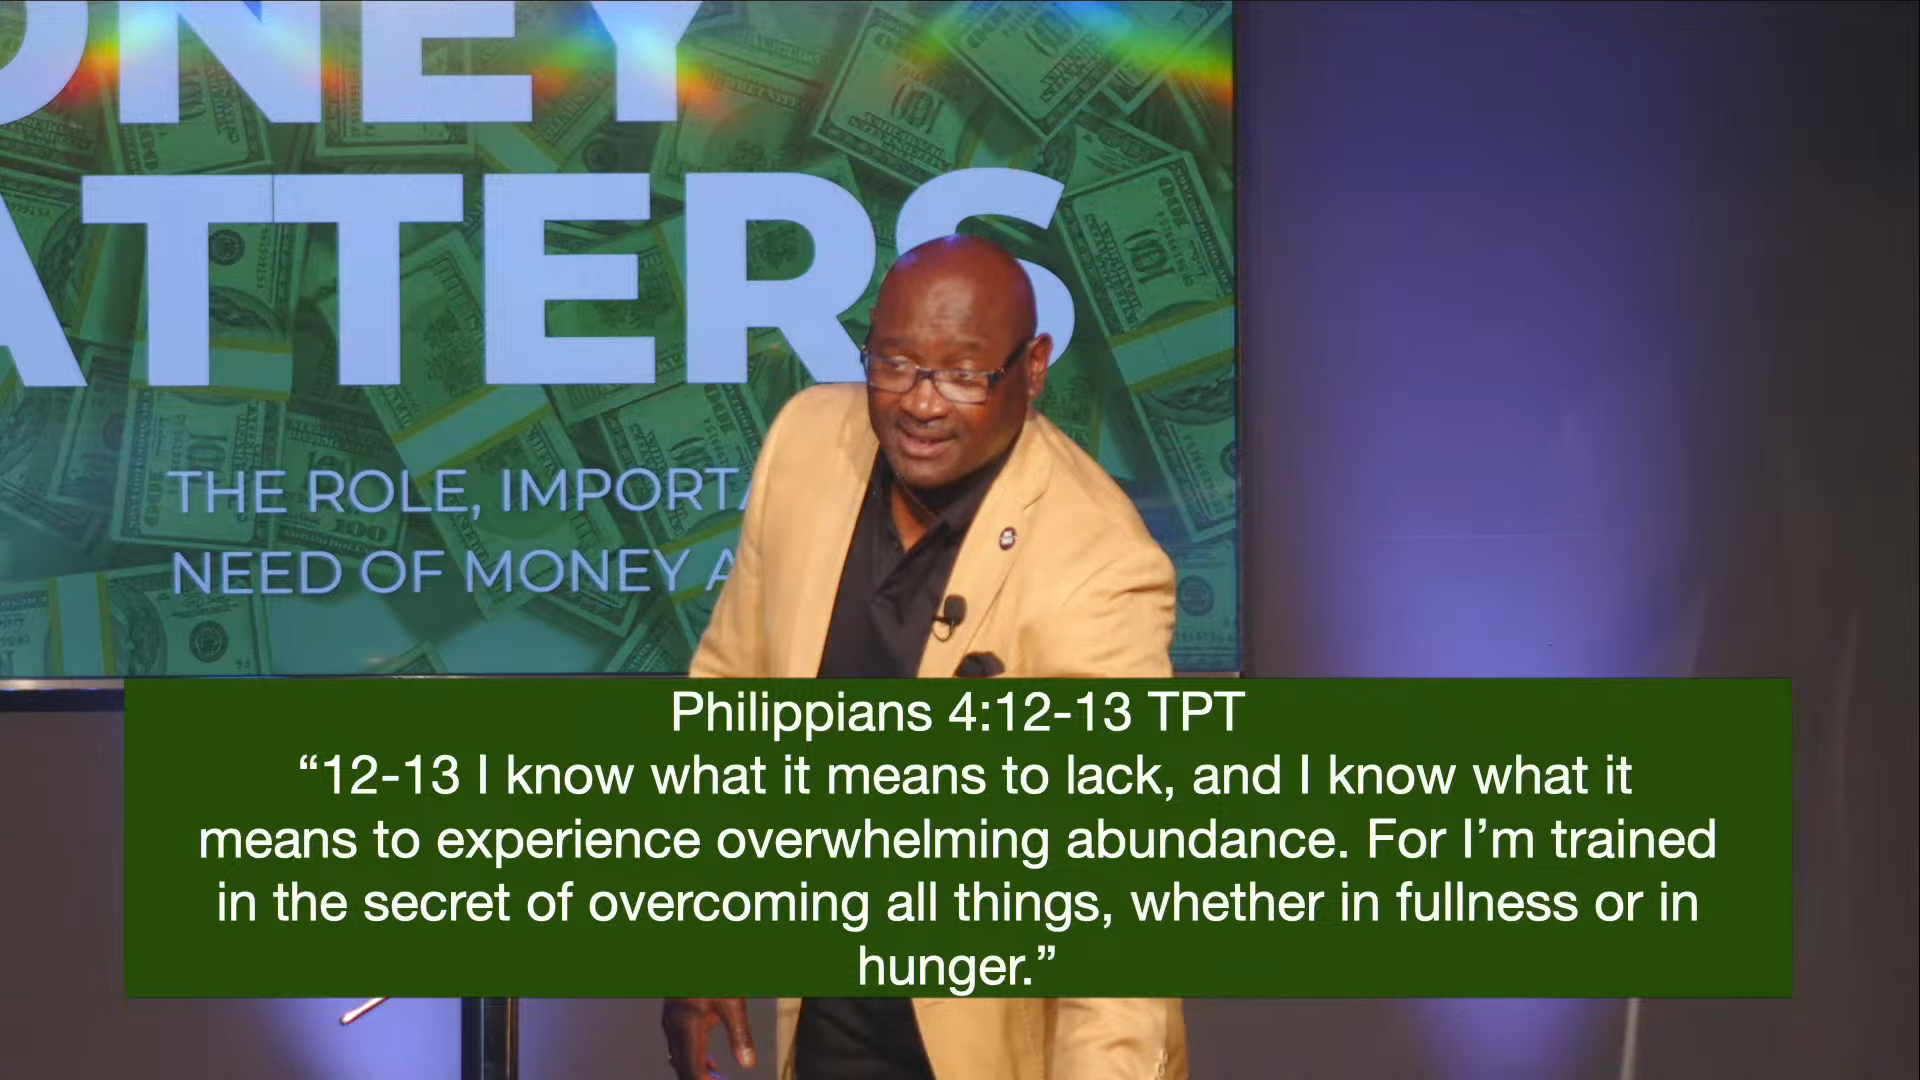 ONEY
ATTERS
THE ROLE, IMPORTA
NEED OF MONEY A
Philippians 4:12-13 TPT
“12-13 I know what it means to lack, and I know what it
means to experience overwhelming abundance. For I’m trained
in the secret of overcoming all things, whether in fullness or in
hunger.”